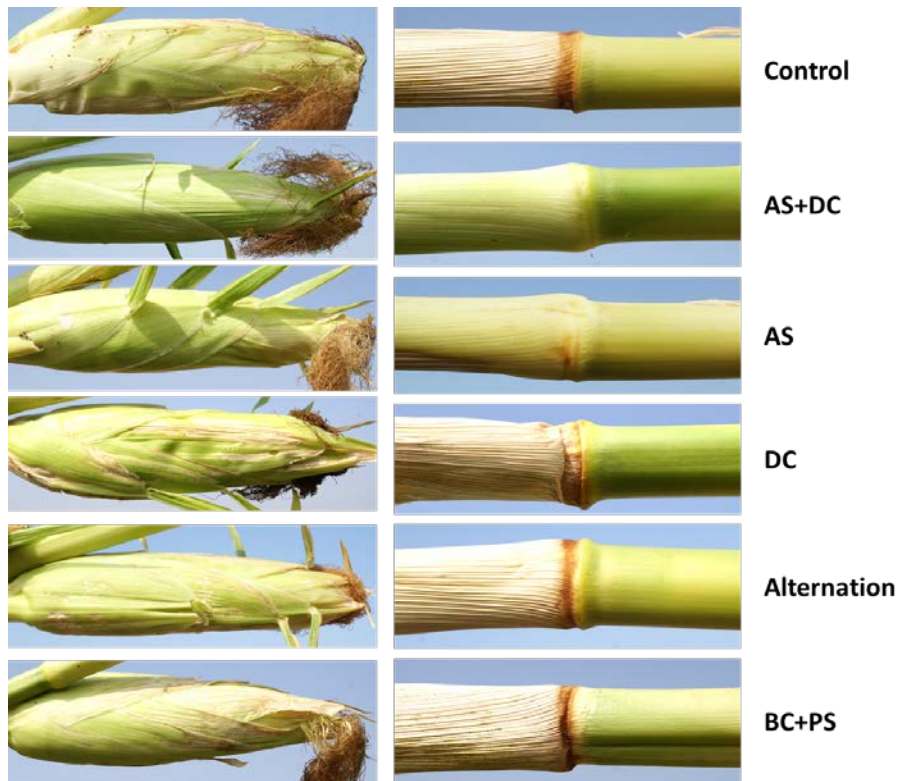 Control
AS+DC
AS
DC
Alternation
BC+PS